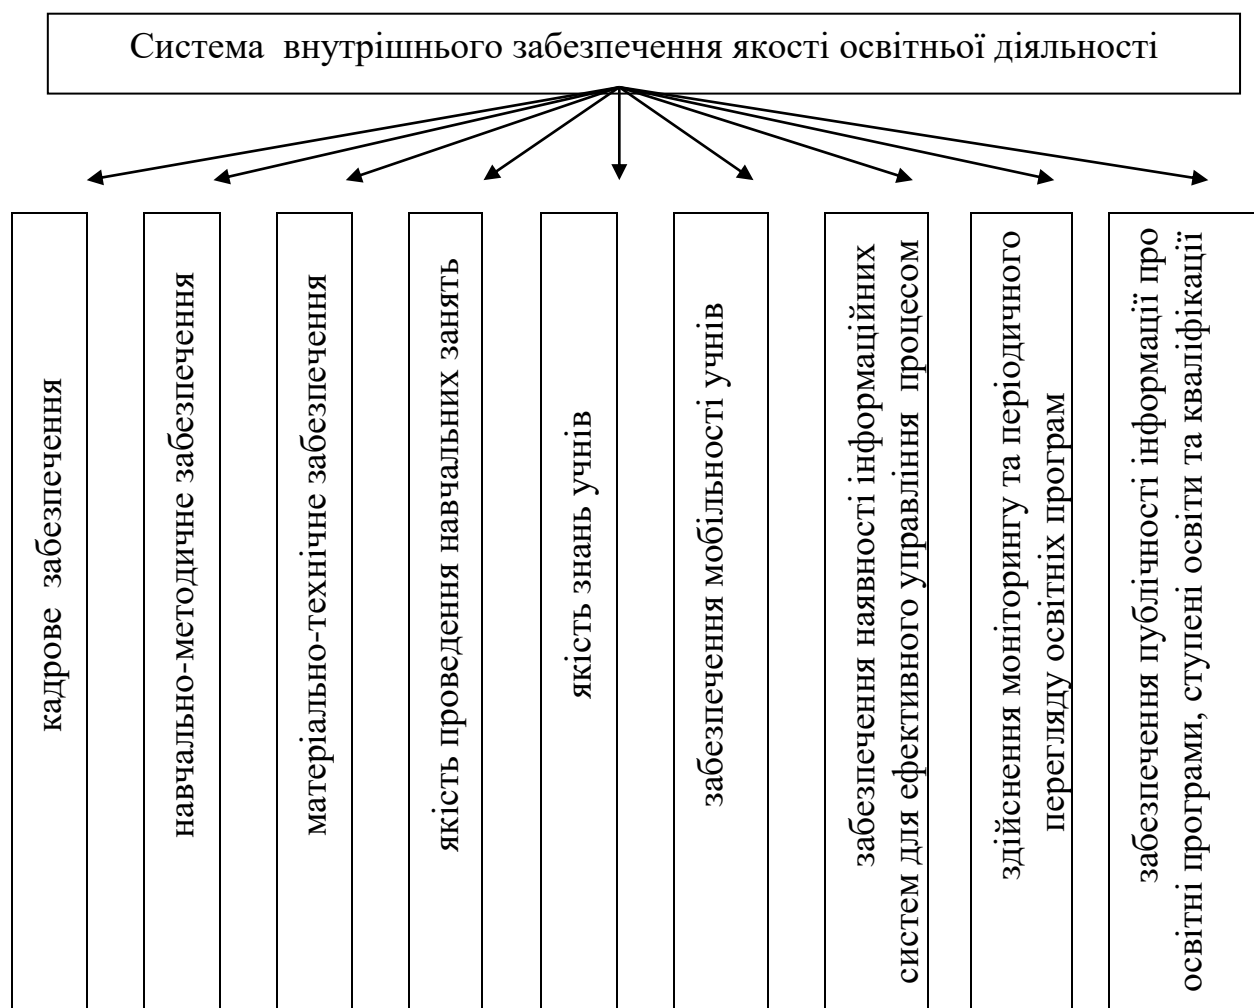 Система внутрішнього забезпечення якості освітньої діяльності
кадрове забезпечення
навчально-методичне забезпечення
матеріально-технічне забезпечення
якість проведення навчальних занять
якість знань учнів
забезпечення мобільності учнів
забезпечення наявності інформаційних
систем для ефективного управління процесом
здійснення моніторингу та періодичного
перегляду освітніх програм
забезпечення публічності інформації про
освітні програми, ступені освіти та кваліфікації